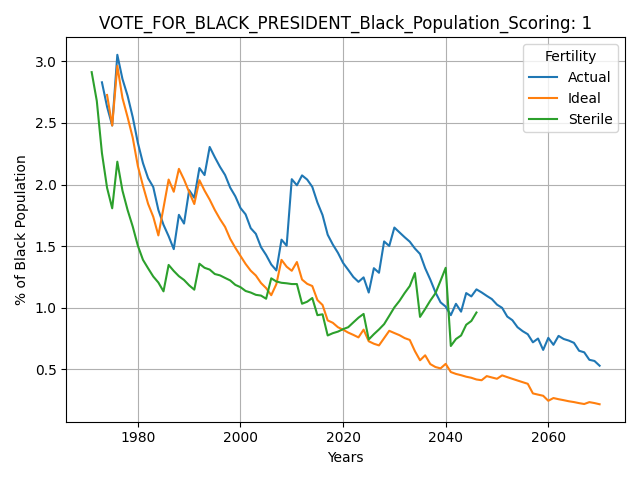 VOTE_FOR_BLACK_PRESIDENT_Black_Population_Scoring: 1
Fertility
Actual
Ideal
Sterile
% of Black Population
3.0
2.5
2.0
1.5
1.0
0.5
1980
2000
2020
2040
2060
Years